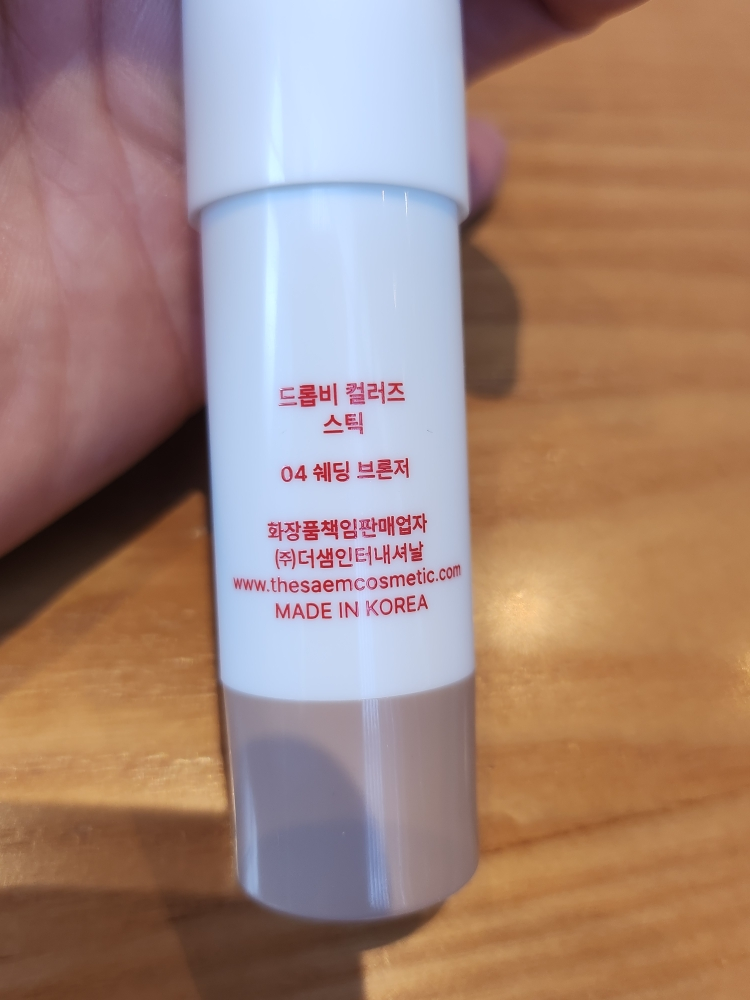 드롭비 컬러즈
스틱
04 쉐딩 브론저
화장품책임판매업자
㈜더샘인터내셔날
www.thesaemcosmetic.com
MADE IN KOREA